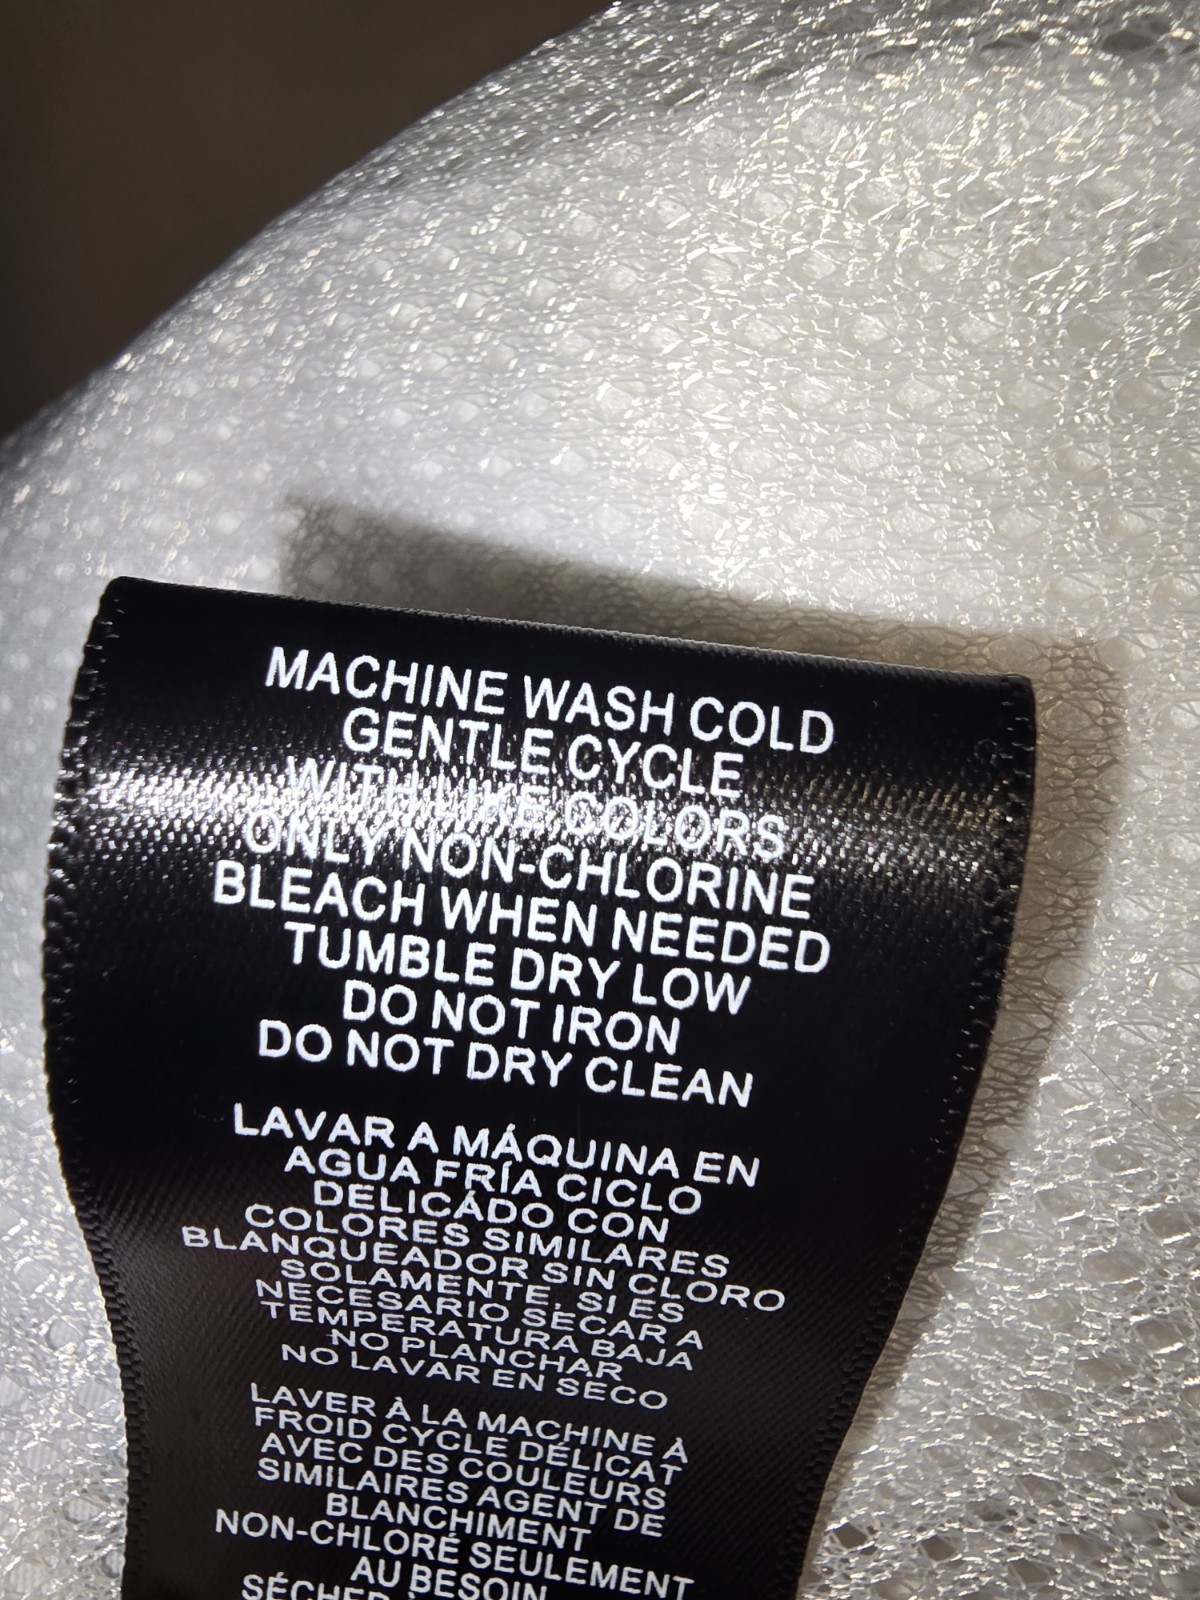 MACHINE WASH COLD
GENTLE CYCLE
WITH LIKE COLORS
ONLY NON-CHLORINE
BLEACH WHEN NEEDED
TUMBLE DRY LOW
DO NOT IRON
DO NOT DRY CLEAN
LAVAR A MÁQUINA EN
AGUA FRÍA CICLO
DELICÁDO CON
COLORES SIMILARES
BLANQUEADOR SIN CLORO
SOLAMENTE, SI ES
NECESARIO SECAR A
TEMPERATURA BAJA
NO PLANCHAR
NO LAVAR EN SECO
LAVER À LA MACHINE À
FROID CYCLE DÉLICAT
AVEC DES COULEURS
SIMILAIRES AGENT DE
BLANCHIMENT
NON-CHLORÉ SEULEMENT
AU BESOIN
SÉCHER À